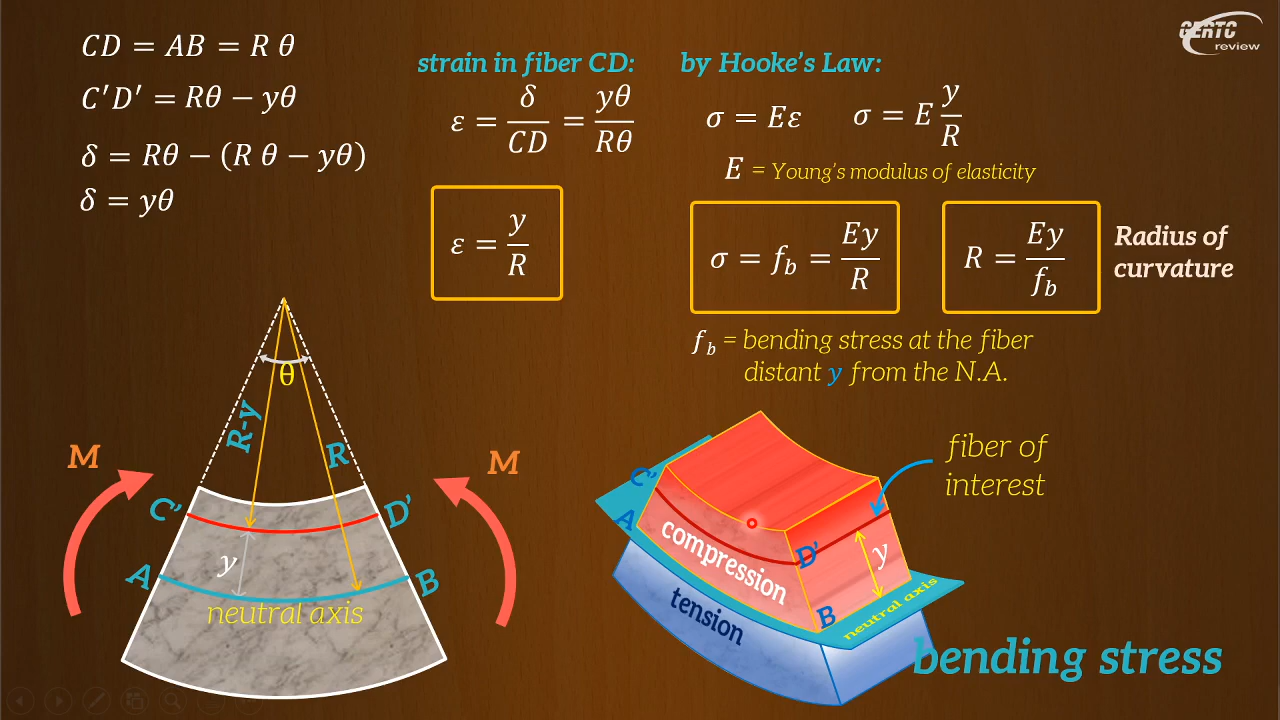 CD = AB = R θ
C′D′ = Rθ − yθ
δ = Rθ − (R θ − yθ)
δ = yθ
strain in fiber CD:
ε = δ/CD = yθ/Rθ
ε = y/R
by Hooke's Law:
σ = Eε σ = E y/R
E = Young's modulus of elasticity
σ = f_b = Ey/R
R = Ey/f_b
Radius of
curvature
f_b = bending stress at the fiber
distant y from the N.A.
GERTC
review
θ
R-y
R
M
M
C'
D'
y
A
B
neutral axis
fiber of
interest
C'
A
D'
B
compression
tension
y
neutral axis
bending stress